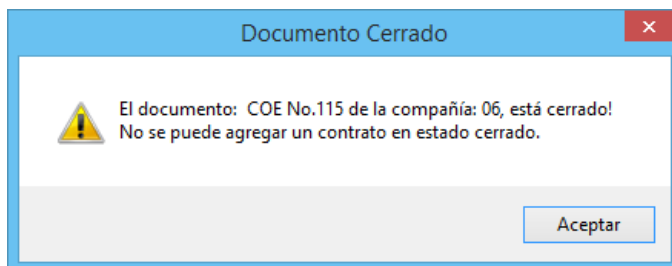 Documento Cerrado
El documento:  COE No.115 de la compañía: 06, está cerrado!
No se puede agregar un contrato en estado cerrado.
Aceptar